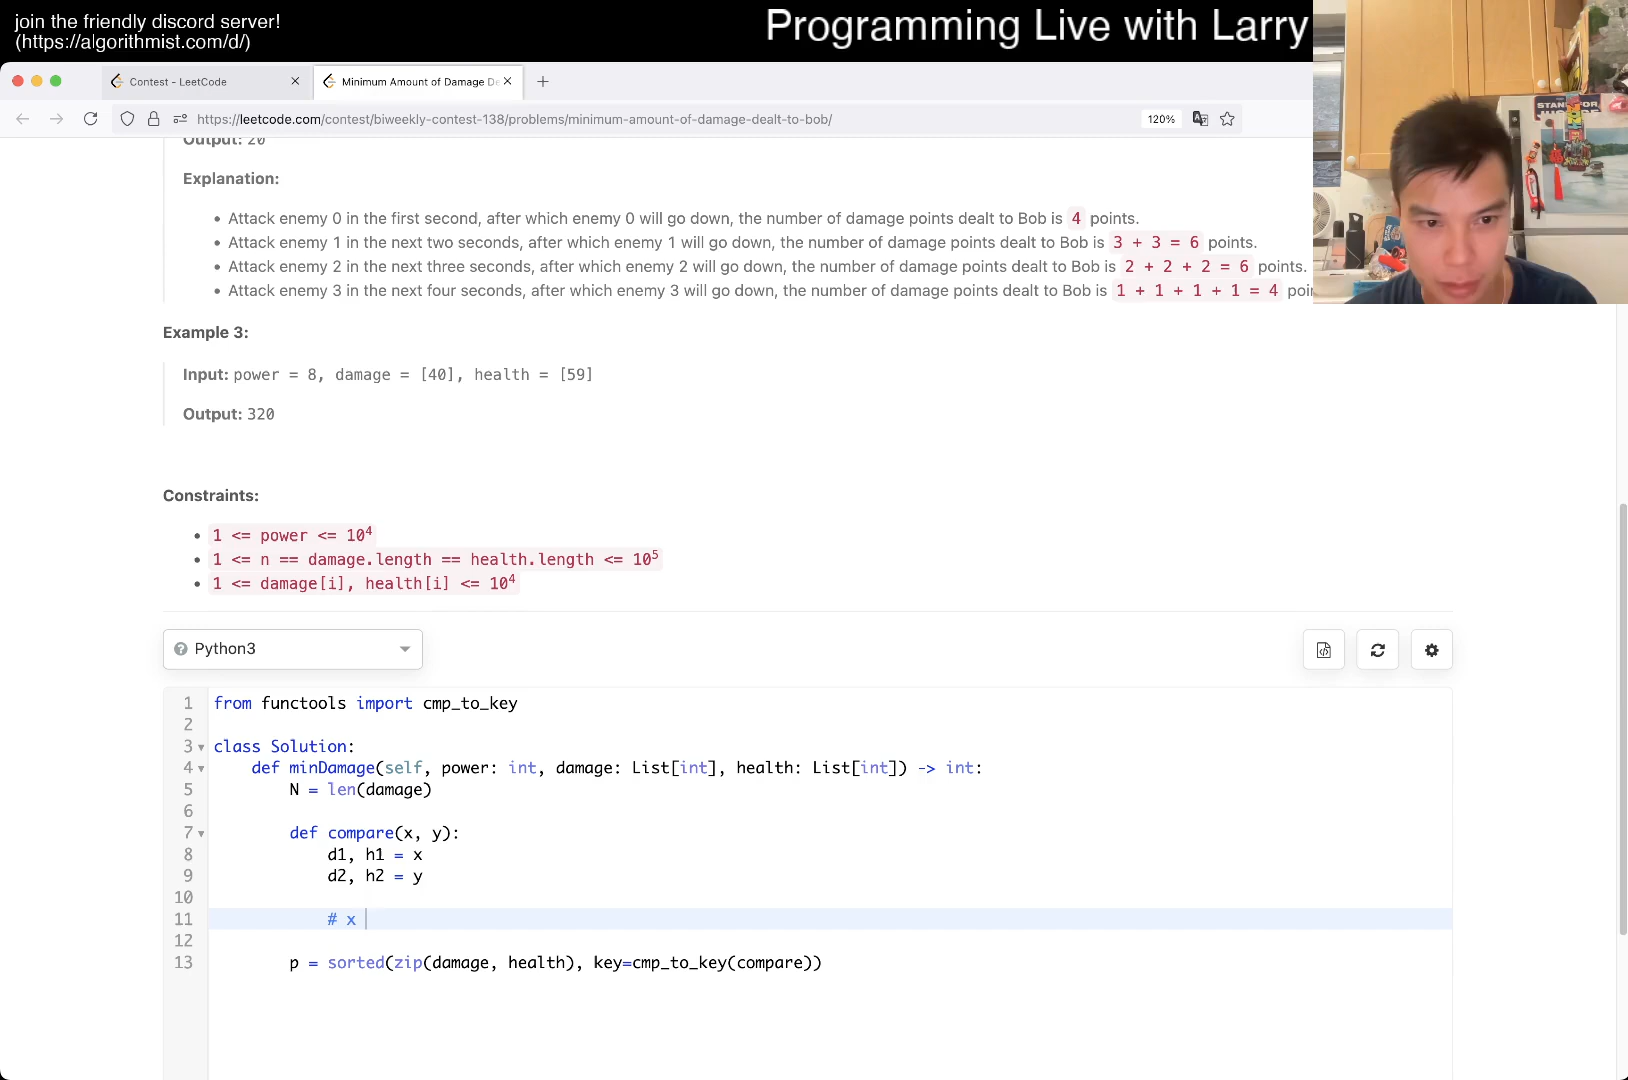 join the friendly discord server!
(https://algorithmist.com/d/)
Programming Live with Larry
Contest - LeetCode
Minimum Amount of Damage De
https://leetcode.com/contest/biweekly-contest-138/problems/minimum-amount-of-damage-dealt-to-bob/
120%
Output: 20
Explanation:
• Attack enemy 0 in the first second, after which enemy 0 will go down, the number of damage points dealt to Bob is 4 points.
• Attack enemy 1 in the next two seconds, after which enemy 1 will go down, the number of damage points dealt to Bob is 3 + 3 = 6 points.
• Attack enemy 2 in the next three seconds, after which enemy 2 will go down, the number of damage points dealt to Bob is 2 + 2 + 2 = 6 points.
• Attack enemy 3 in the next four seconds, after which enemy 3 will go down, the number of damage points dealt to Bob is 1 + 1 + 1 + 1 = 4 poi
Example 3:
Input: power = 8, damage = [40], health = [59]
Output: 320
Constraints:
• 1 <= power <= 10⁴
• 1 <= n == damage.length == health.length <= 10⁵
• 1 <= damage[i], health[i] <= 10⁴
Python3
1 from functools import cmp_to_key
2
3 class Solution:
4 def minDamage(self, power: int, damage: List[int], health: List[int]) -> int:
5 N = len(damage)
6
7 def compare(x, y):
8 d1, h1 = x
9 d2, h2 = y
10
11 # x
12
13 p = sorted(zip(damage, health), key=cmp_to_key(compare))